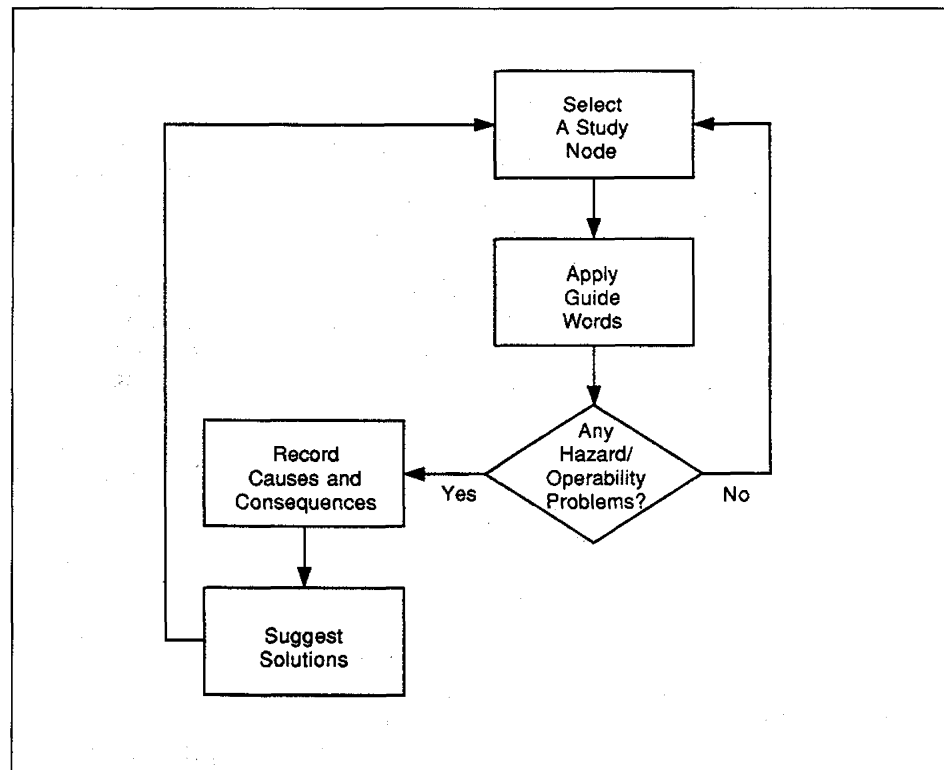 Select
A Study
Node
Apply
Guide
Words
Any
Hazard/
Operability
Problems?
Yes
No
Record
Causes and
Consequences
Suggest
Solutions